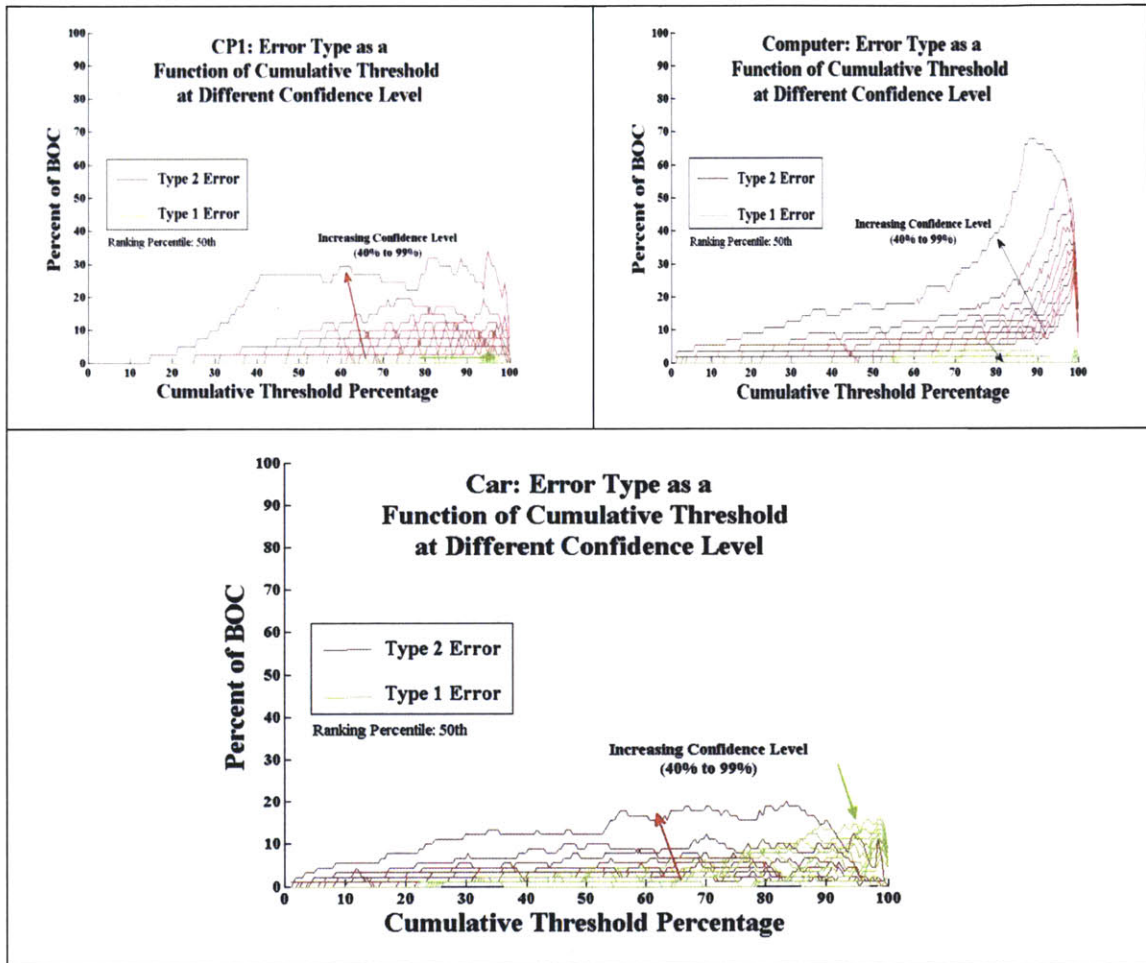 CP1: Error Type as a
Function of Cumulative Threshold
at Different Confidence Level
Percent of BOC
100
90
80
70
60
50
40
30
20
10
0
Type 2 Error
Type 1 Error
Ranking Percentile: 50th
Increasing Confidence Level
(40% to 99%)
0 10 20 30 40 50 60 70 80 90 100
Cumulative Threshold Percentage
Computer: Error Type as a
Function of Cumulative Threshold
at Different Confidence Level
Percent of BOC
100
90
80
70
60
50
40
30
20
10
0
Type 2 Error
Type 1 Error
Ranking Percentile: 50th
Increasing Confidence Level
(40% to 99%)
0 10 20 30 40 50 60 70 80 90 100
Cumulative Threshold Percentage
Car: Error Type as a
Function of Cumulative Threshold
at Different Confidence Level
Percent of BOC
100
90
80
70
60
50
40
30
20
10
0
Type 2 Error
Type 1 Error
Ranking Percentile: 50th
Increasing Confidence Level
(40% to 99%)
0 10 20 30 40 50 60 70 80 90 100
Cumulative Threshold Percentage